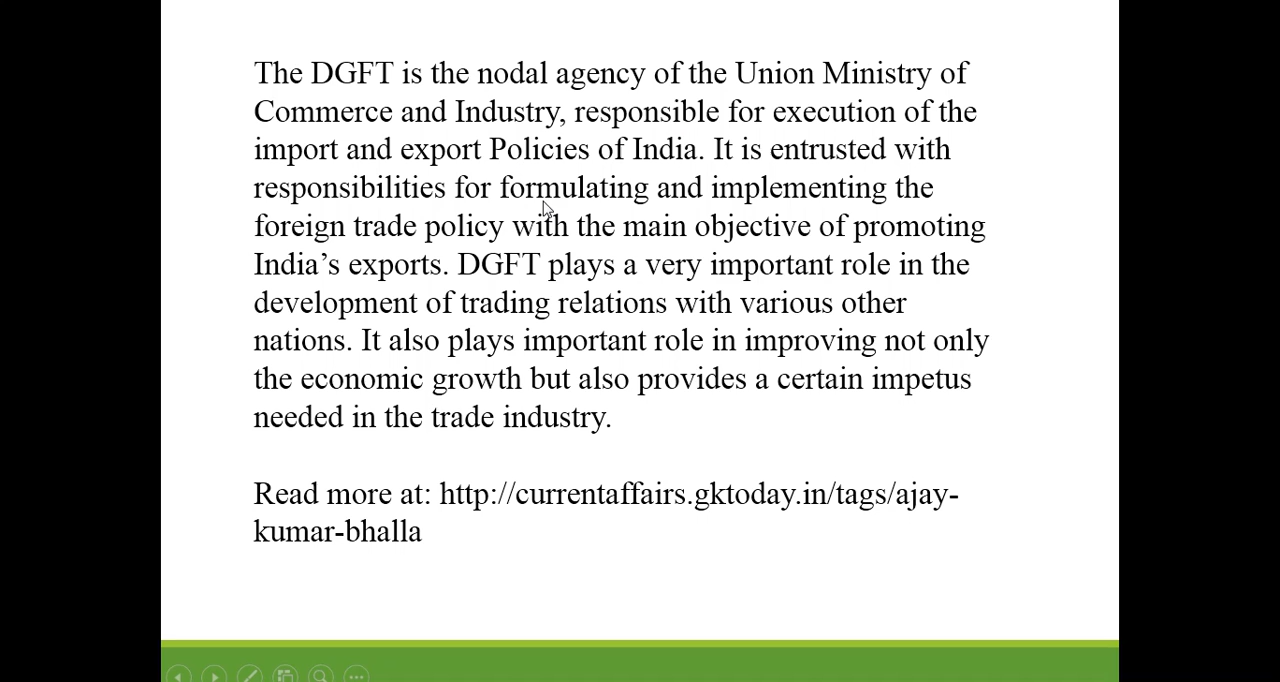 The DGFT is the nodal agency of the Union Ministry of
Commerce and Industry, responsible for execution of the
import and export Policies of India. It is entrusted with
responsibilities for formulating and implementing the
foreign trade policy with the main objective of promoting
India’s exports. DGFT plays a very important role in the
development of trading relations with various other
nations. It also plays important role in improving not only
the economic growth but also provides a certain impetus
needed in the trade industry.
Read more at: http://currentaffairs.gktoday.in/tags/ajay-
kumar-bhalla